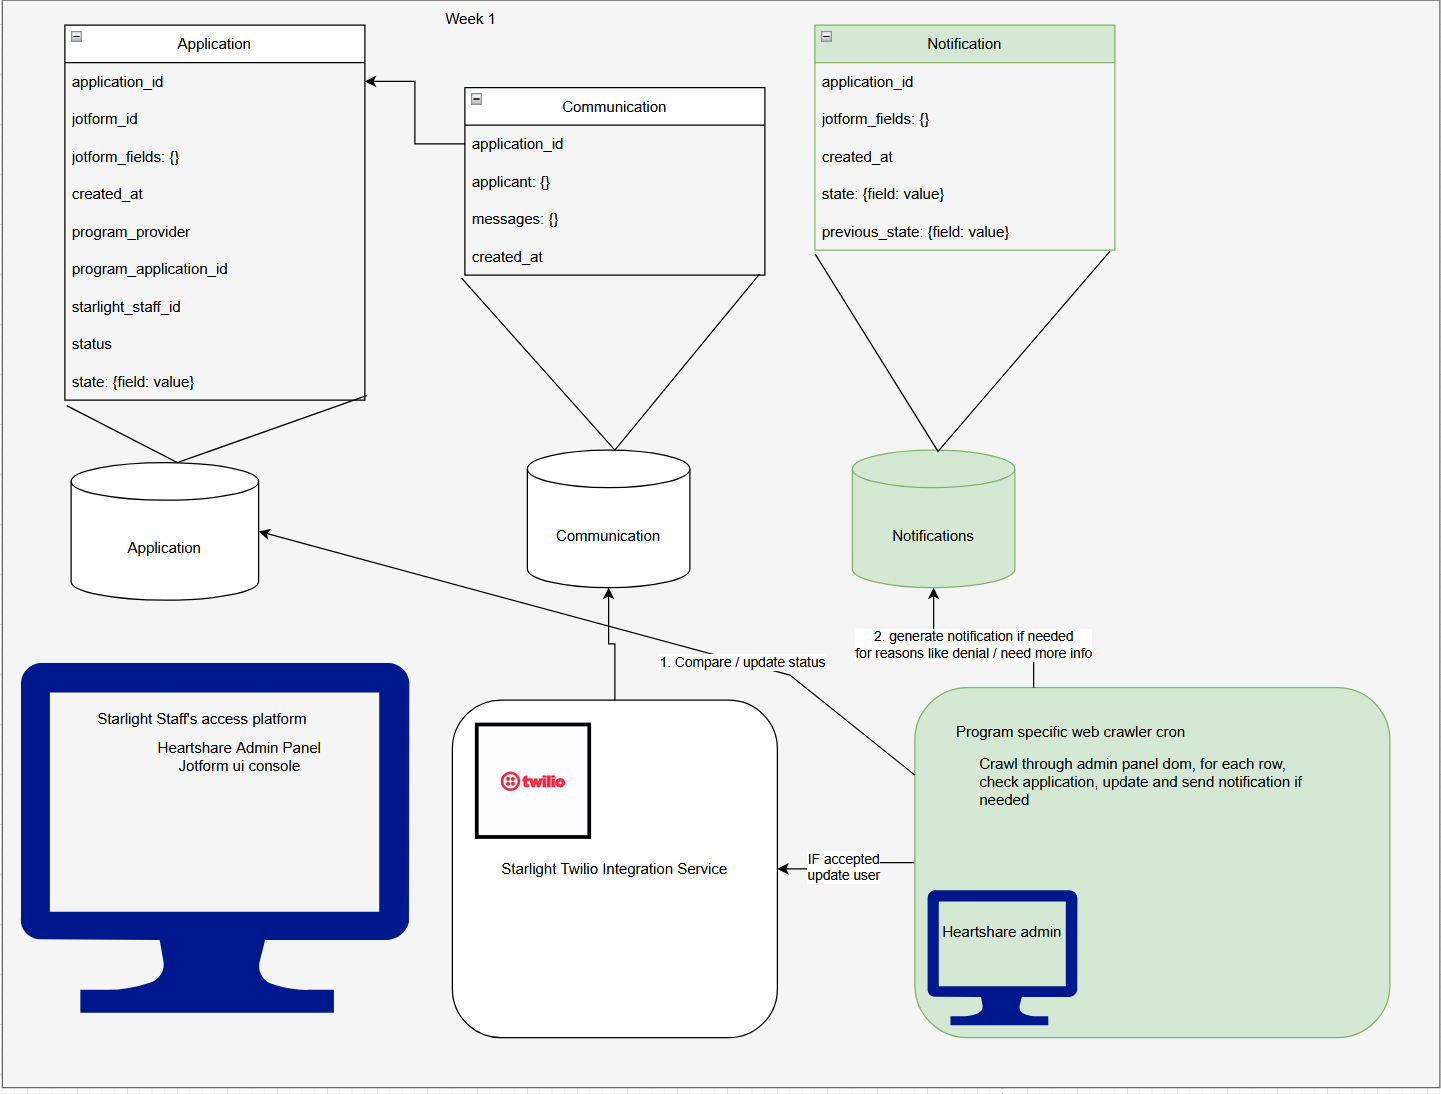 Week 1
Application
application_id
jotform_id
jotform_fields: {}
created_at
program_provider
program_application_id
starlight_staff_id
status
state: {field: value}
Communication
application_id
applicant: {}
messages: {}
created_at
Notification
application_id
jotform_fields: {}
created_at
state: {field: value}
previous_state: {field: value}
Application
Communication
Notifications
1. Compare / update status
2. generate notification if needed
for reasons like denial / need more info
Starlight Staff's access platform
Heartshare Admin Panel
Jotform ui console
twilio
Starlight Twilio Integration Service
IF accepted
update user
Program specific web crawler cron
Crawl through admin panel dom, for each row,
check application, update and send notification if
needed
Heartshare admin